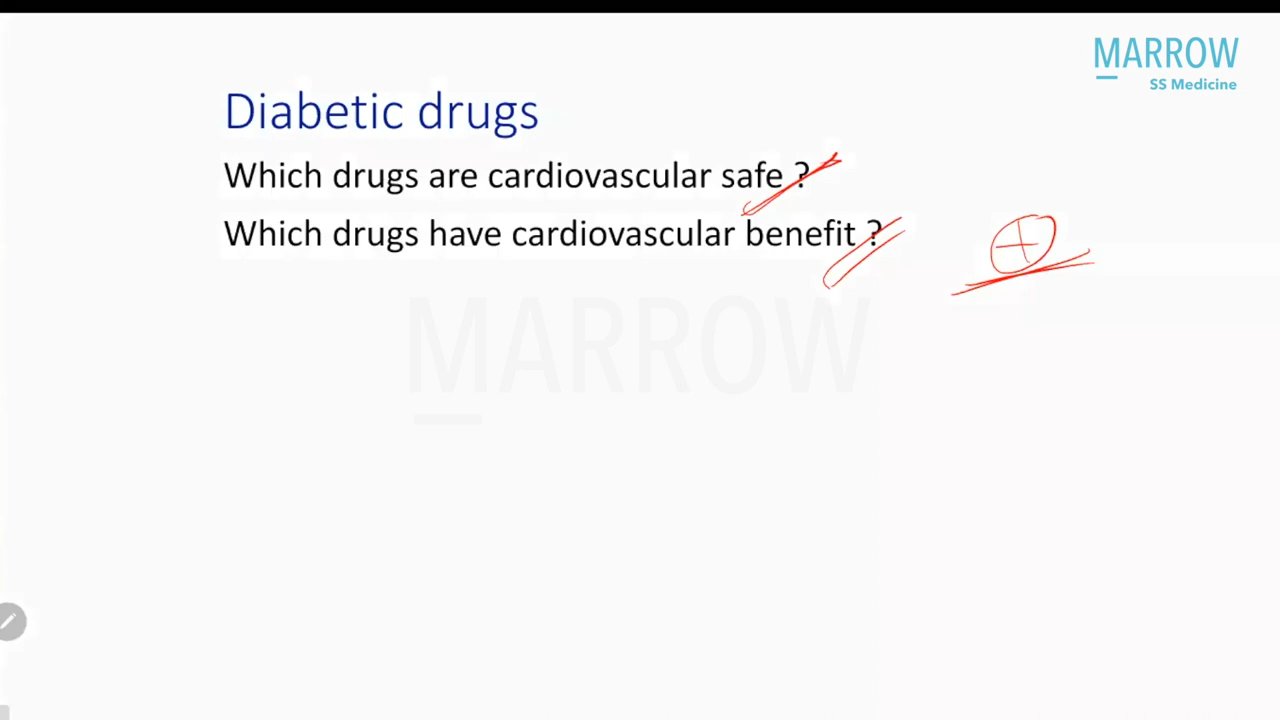 MARROW
SS Medicine
Diabetic drugs
Which drugs are cardiovascular safe ?
Which drugs have cardiovascular benefit ?
+
MARROW